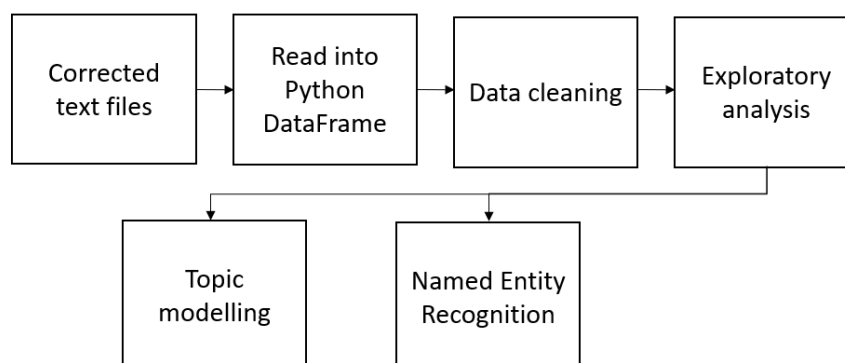 Corrected
text files
Read into
Python
DataFrame
Data cleaning
Exploratory
analysis
Topic
modelling
Named Entity
Recognition